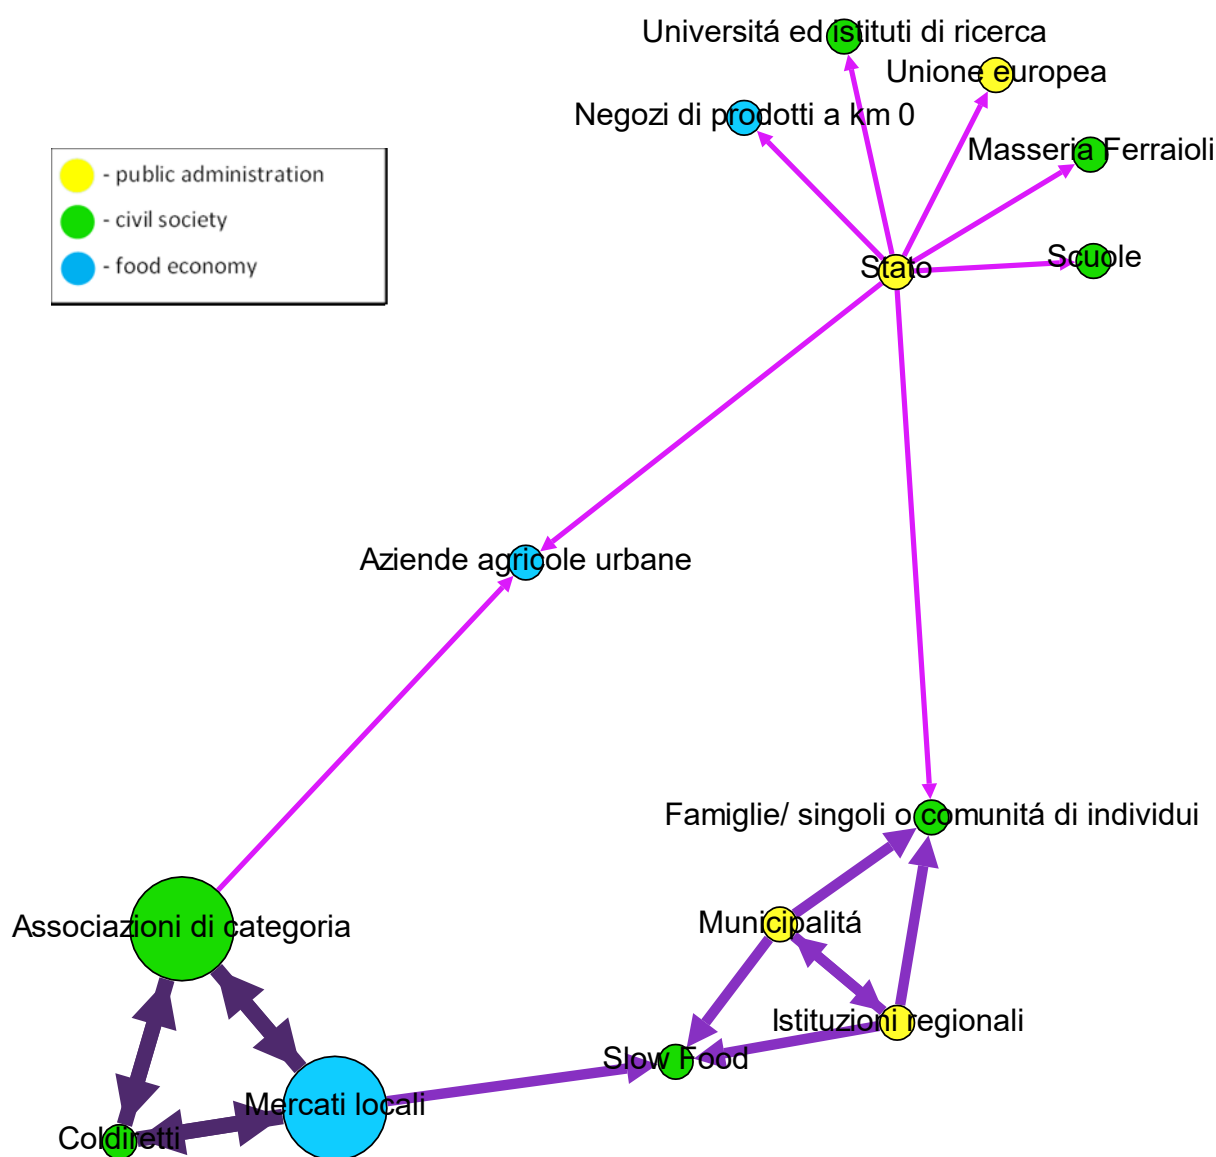 Universitá ed istituti di ricerca
Unione europea
Negozi di prodotti a km 0
Masseria Ferraioli
- public administration
- civil society
- food economy
Scuole
Stato
Aziende agricole urbane
Famiglie/ singoli o comunitá di individui
Municipalitá
Associazioni di categoria
Istituzioni regionali
Slow Food
Mercati locali
Coldiretti